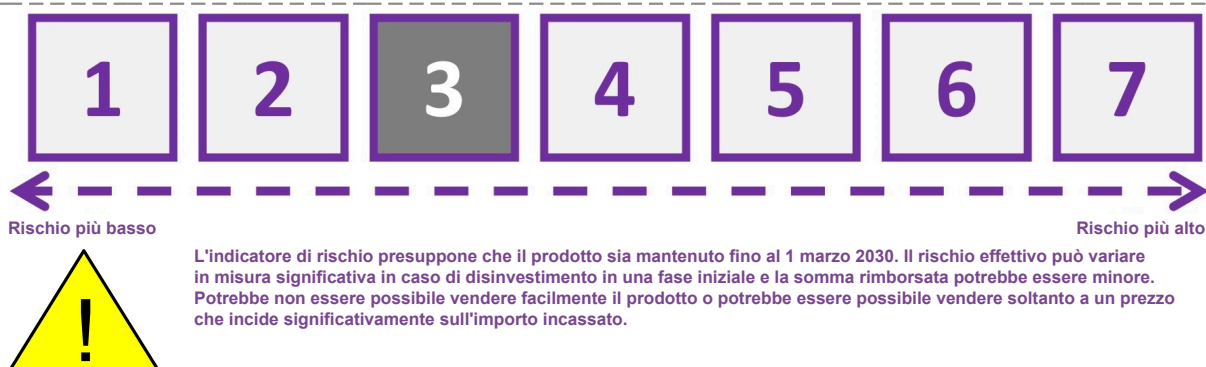 1 2 3 4 5 6 7
Rischio più basso Rischio più alto
L'indicatore di rischio presuppone che il prodotto sia mantenuto fino al 1 marzo 2030. Il rischio effettivo può variare
in misura significativa in caso di disinvestimento in una fase iniziale e la somma rimborsata potrebbe essere minore.
Potrebbe non essere possibile vendere facilmente il prodotto o potrebbe essere possibile vendere soltanto a un prezzo
che incide significativamente sull'importo incassato.
!